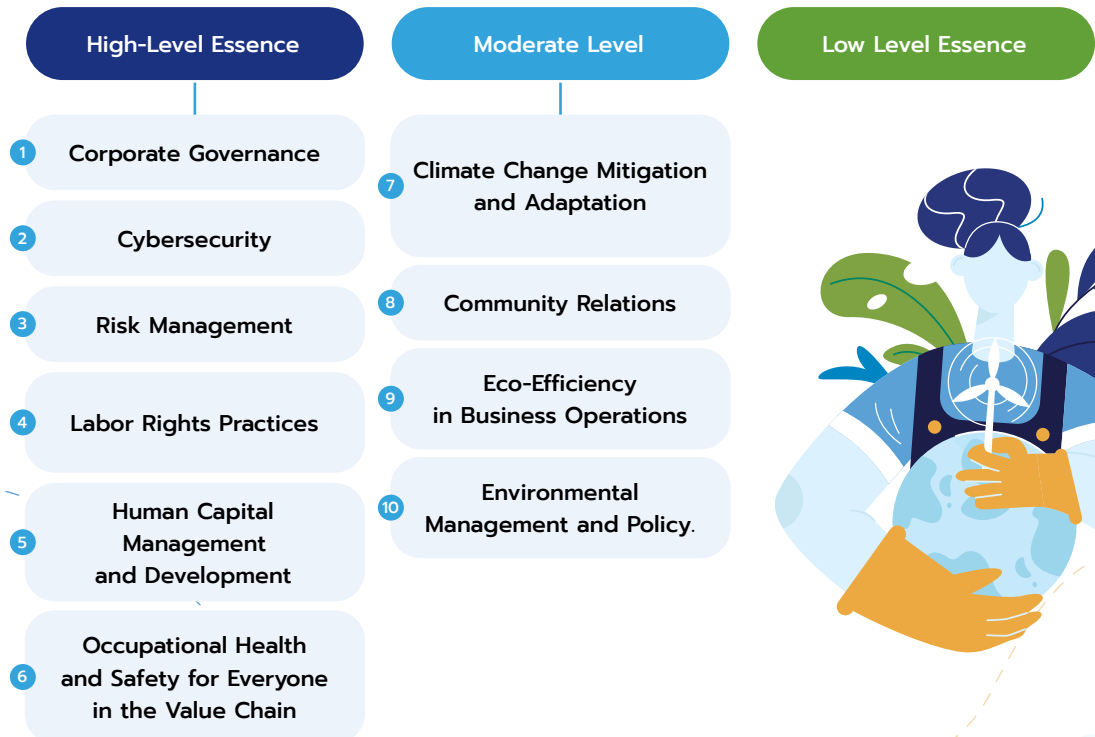 High-Level Essence
1
Corporate Governance
2
Cybersecurity
3
Risk Management
4
Labor Rights Practices
5
Human Capital
Management
and Development
6
Occupational Health
and Safety for Everyone
in the Value Chain
Moderate Level
7
Climate Change Mitigation
and Adaptation
8
Community Relations
9
Eco-Efficiency
in Business Operations
10
Environmental
Management and Policy.
Low Level Essence